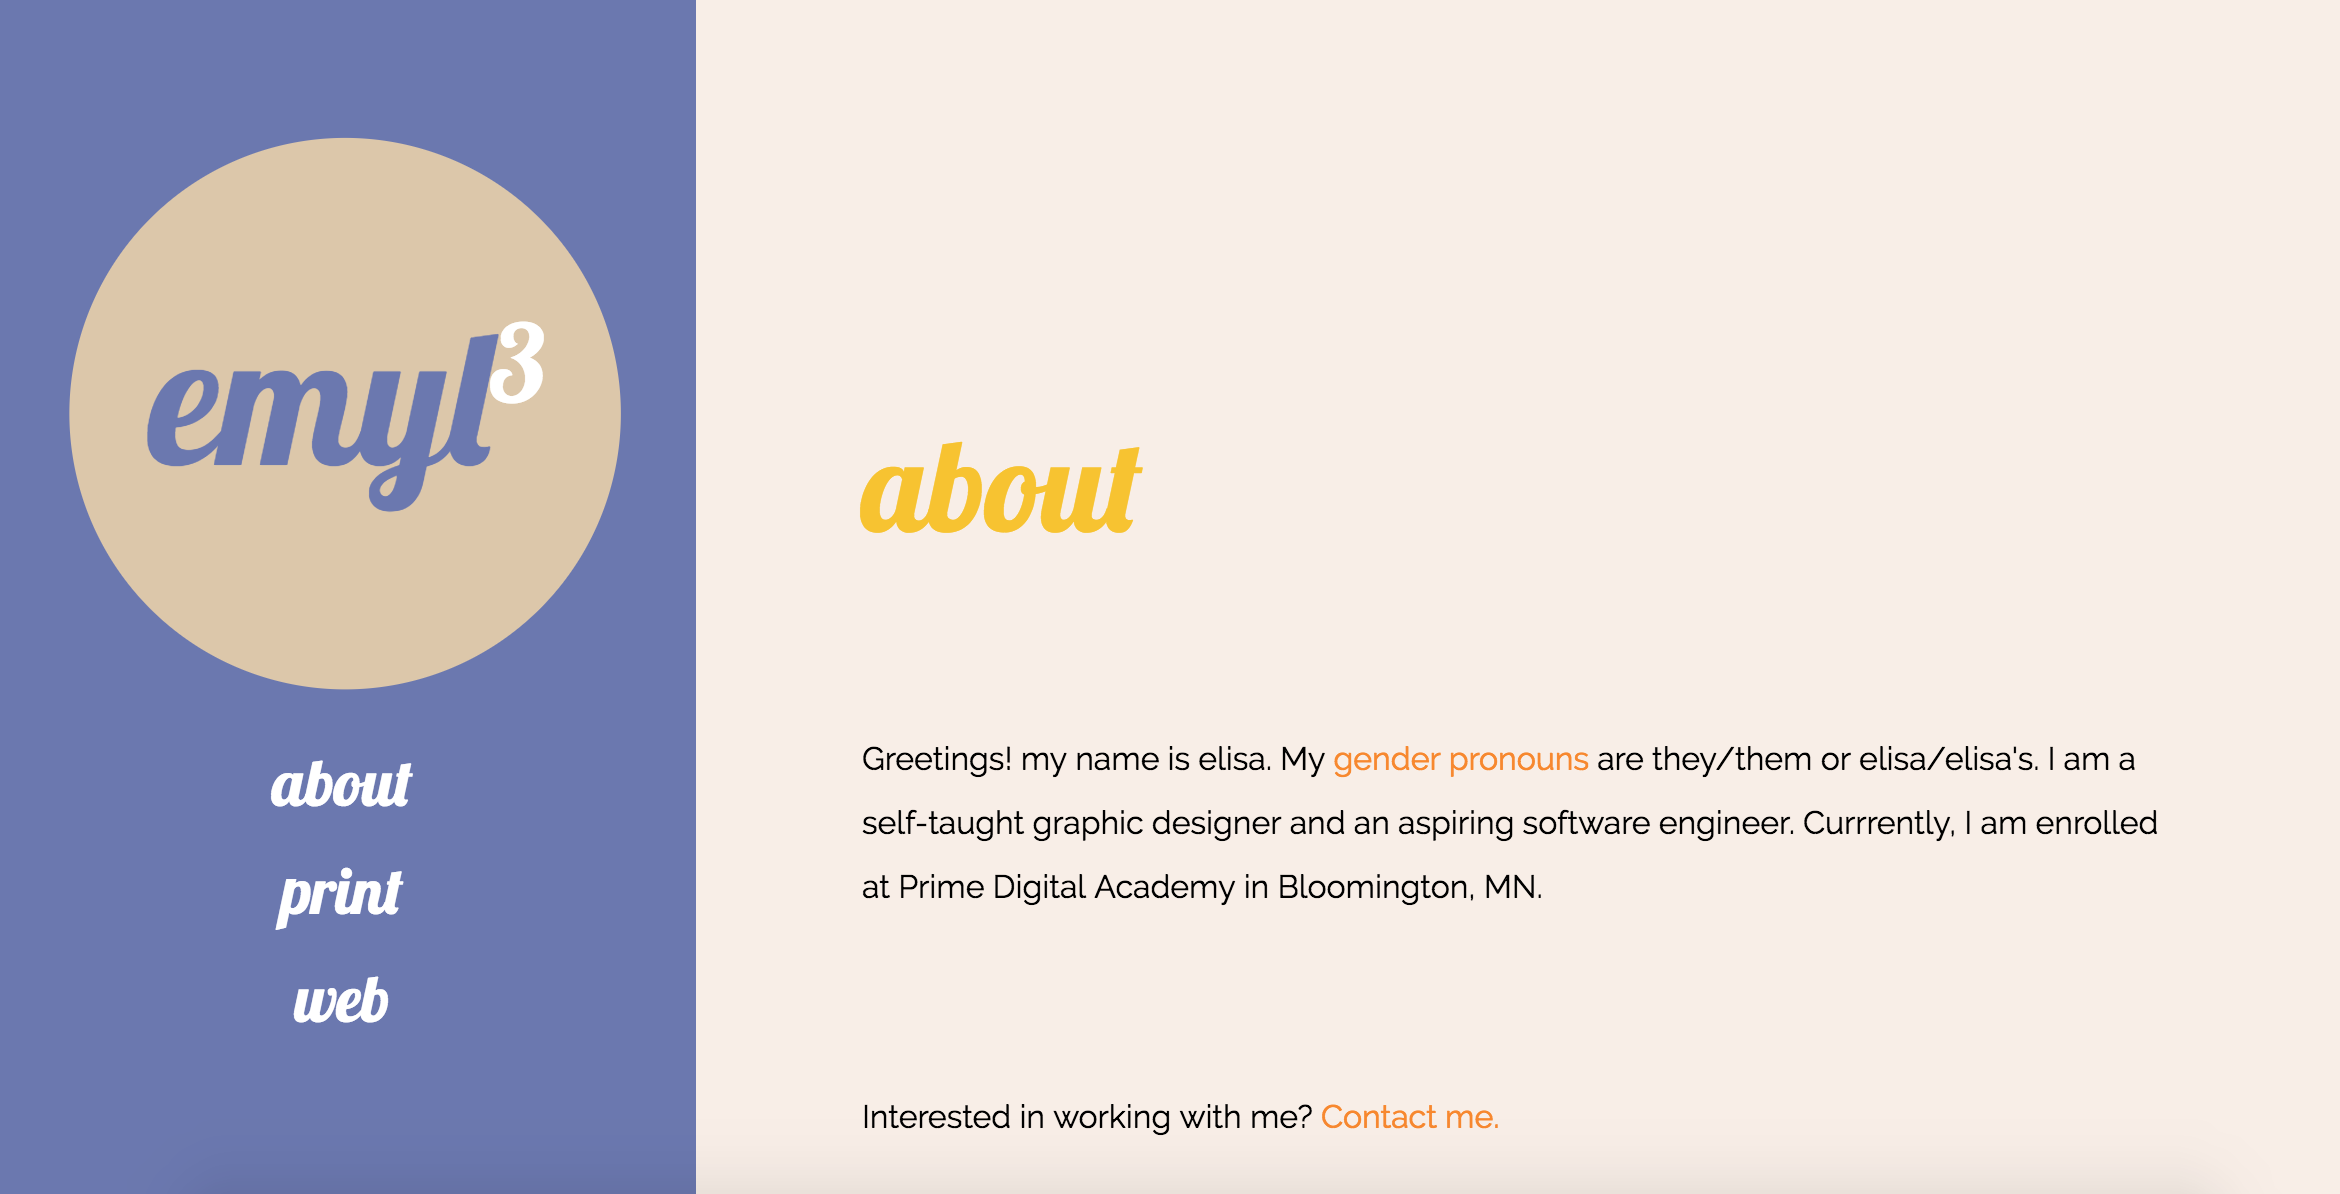 emyl3
about
print
web
about
Greetings! my name is elisa. My gender pronouns are they/them or elisa/elisa's. I am a
self-taught graphic designer and an aspiring software engineer. Currrently, I am enrolled
at Prime Digital Academy in Bloomington, MN.
Interested in working with me? Contact me.